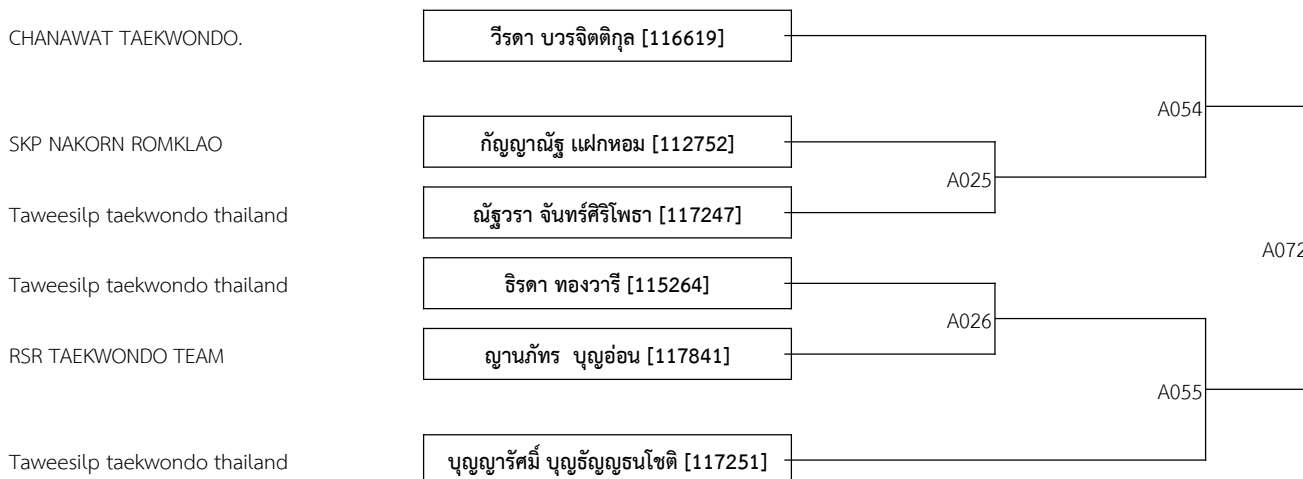 CHANAWAT TAEKWONDO. วีรดา บวรจิตติกุล [116619]
A054
SKP NAKORN ROMKLAO กัญญาณัฐ แฝกหอม [112752]
A025
Taweesilp taekwondo thailand ณัฐวรา จันทร์ศิริโพธา [117247]
A072
Taweesilp taekwondo thailand ธิรดา ทองวารี [115264]
A026
RSR TAEKWONDO TEAM ญานภัทร  บุญอ่อน [117841]
A055
Taweesilp taekwondo thailand บุญญารัศมิ์ บุญธัญญธนโชติ [117251]